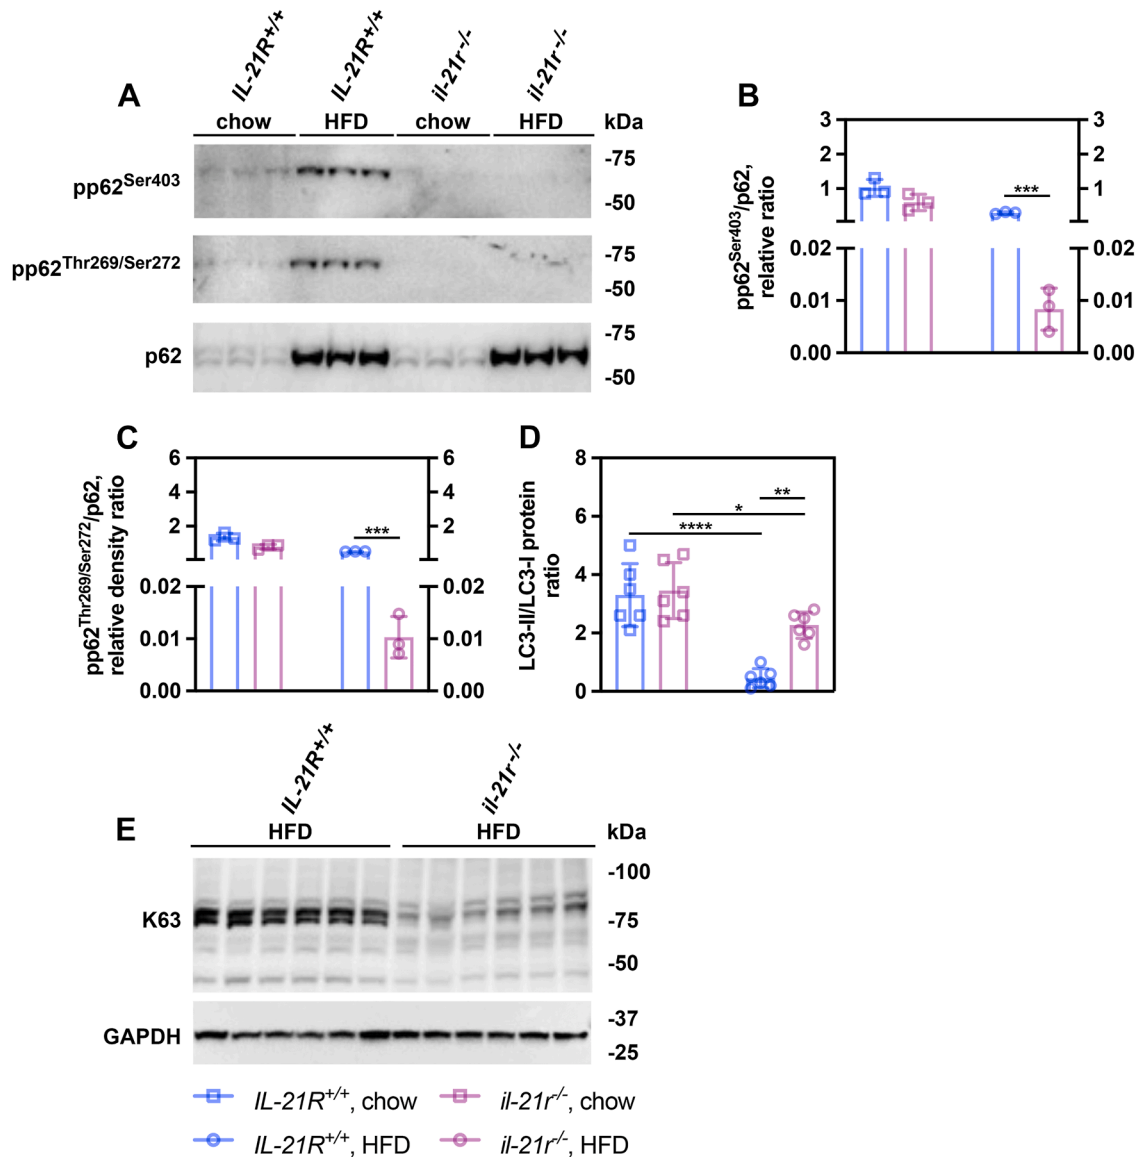 IL-21R+/+
IL-21R+/+
il-21r-/-
il-21r-/-
A
chow
HFD
chow
HFD
kDa
pp62Ser403
-75
-50
pp62Thr269/Ser272
-75
-50
p62
-75
-50
B
pp62Ser403/p62,
relative ratio
3
2
1
0.02
0.01
0.00
***
3
2
1
0.02
0.01
0.00
C
pp62Thr269/Ser272/p62,
relative density ratio
6
4
2
0.02
0.01
0.00
***
6
4
2
0.02
0.01
0.00
D
LC3-II/LC3-I protein
ratio
8
6
4
2
0
**
*
****
IL-21R+/+
il-21r-/-
E
HFD
HFD
kDa
K63
-100
-75
-50
GAPDH
-37
-25
IL-21R+/+, chow
il-21r-/-, chow
IL-21R+/+, HFD
il-21r-/-, HFD